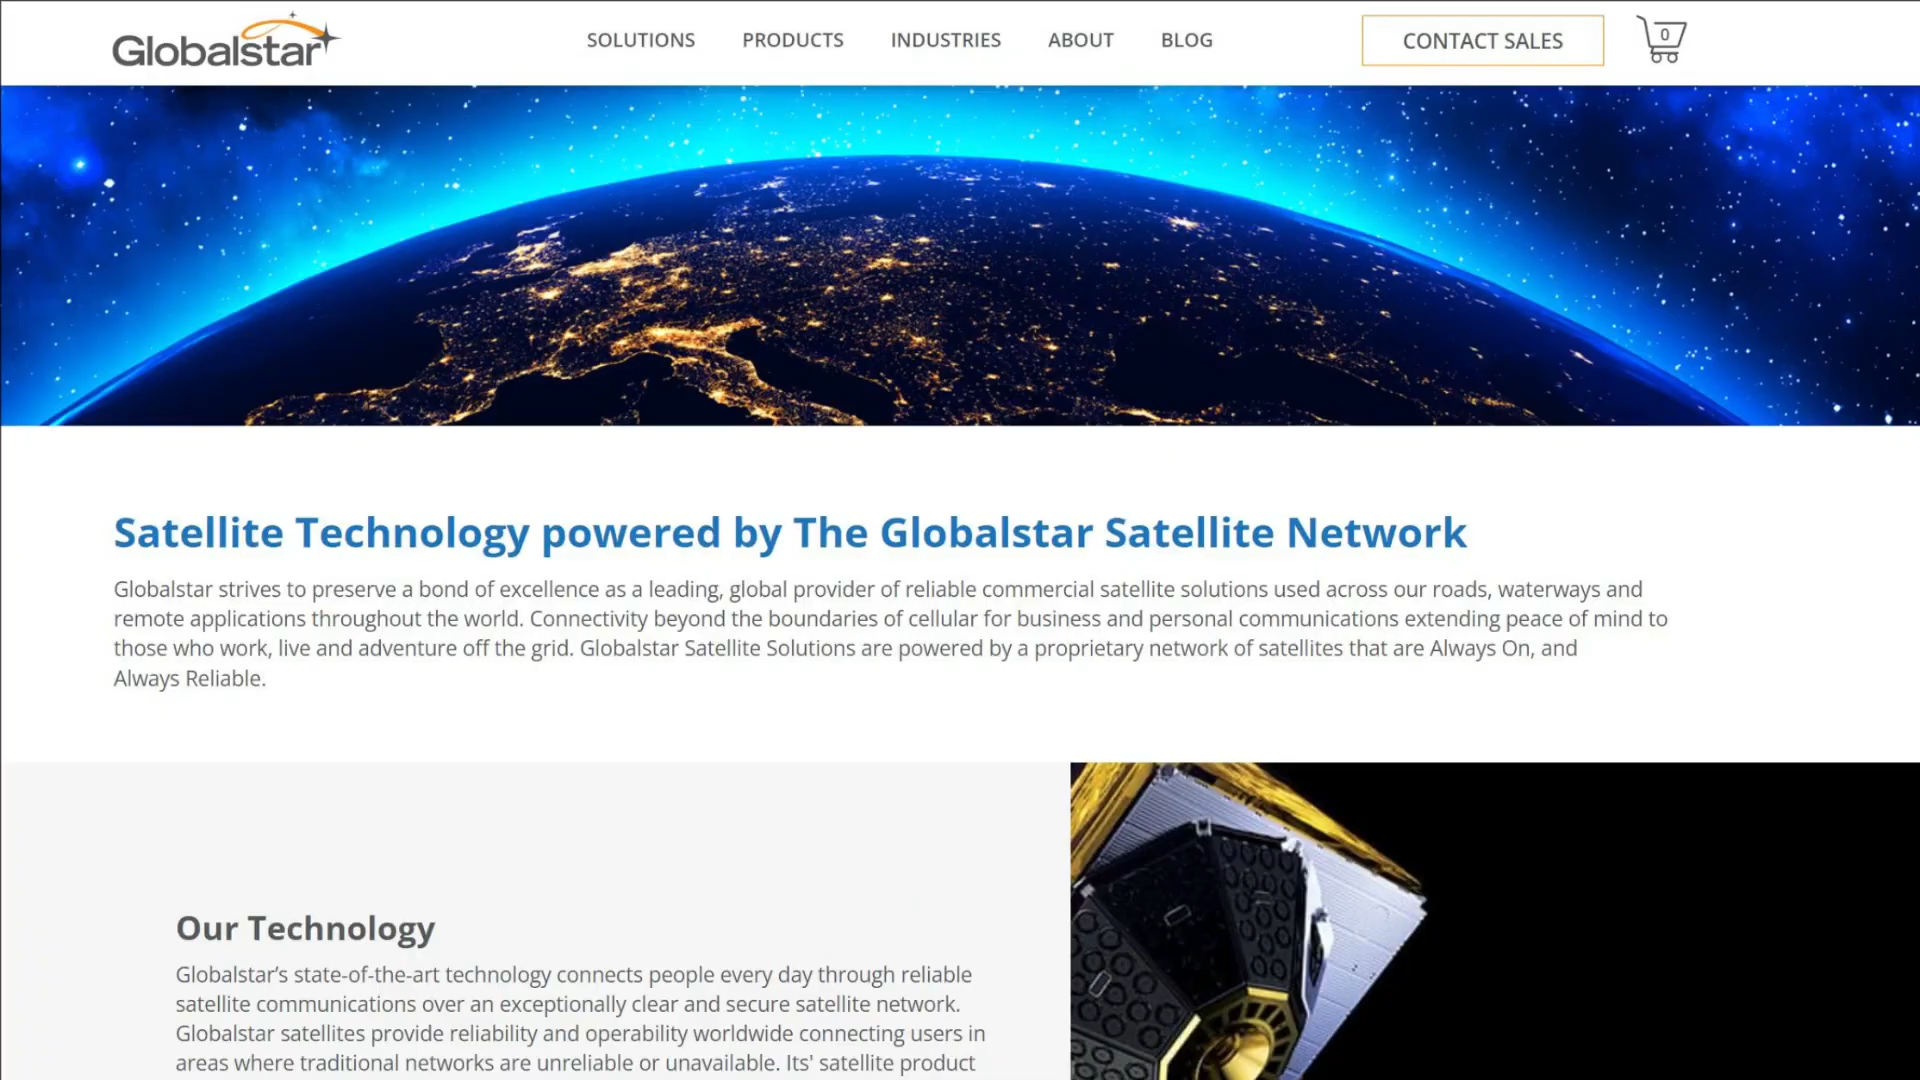 Globalstar
SOLUTIONS
PRODUCTS
INDUSTRIES
ABOUT
BLOG
CONTACT SALES
0
Satellite Technology powered by The Globalstar Satellite Network
Globalstar strives to preserve a bond of excellence as a leading, global provider of reliable commercial satellite solutions used across our roads, waterways and
remote applications throughout the world. Connectivity beyond the boundaries of cellular for business and personal communications extending peace of mind to
those who work, live and adventure off the grid. Globalstar Satellite Solutions are powered by a proprietary network of satellites that are Always On, and
Always Reliable.
Our Technology
Globalstar’s state-of-the-art technology connects people every day through reliable
satellite communications over an exceptionally clear and secure satellite network.
Globalstar satellites provide reliability and operability worldwide connecting users in
areas where traditional networks are unreliable or unavailable. Its' satellite product